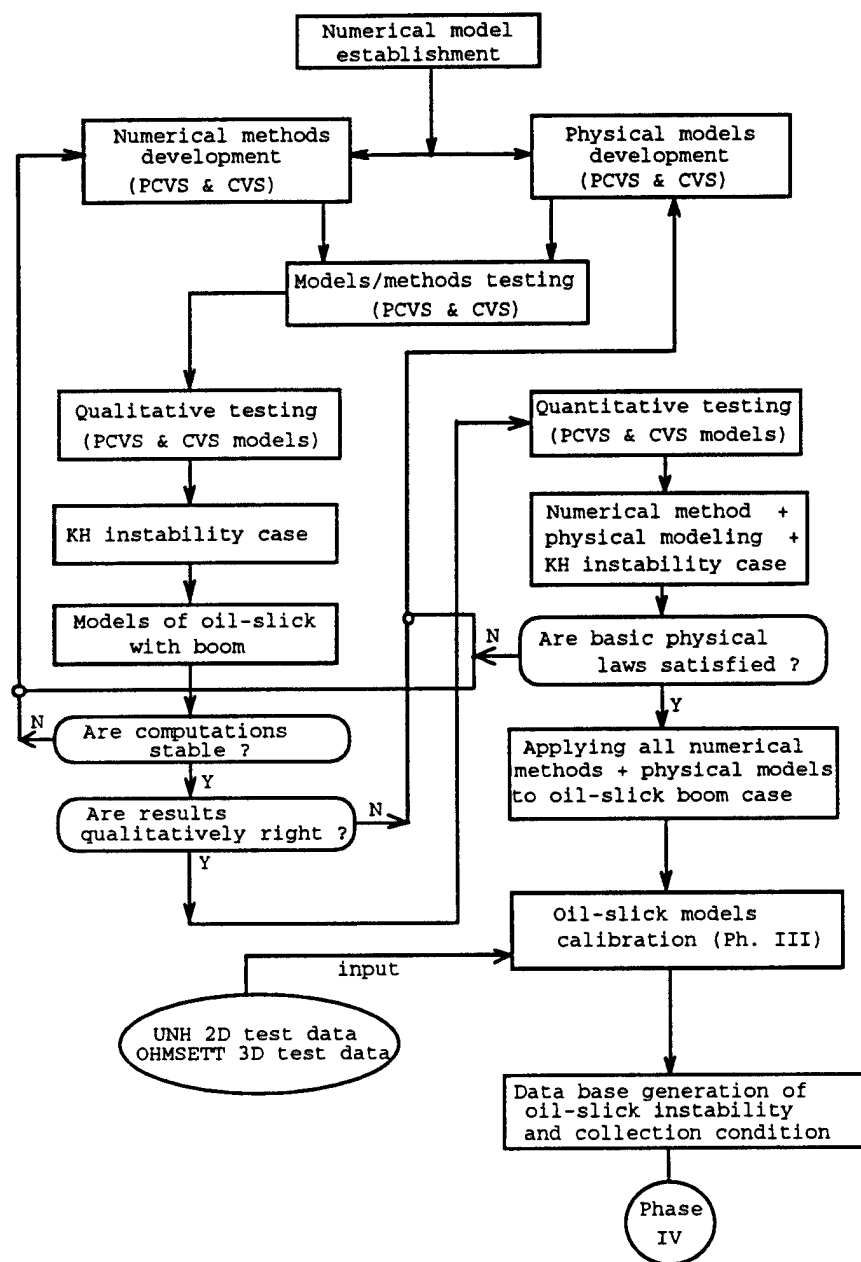 Numerical model
establishment
Numerical methods
development
(PCVS & CVS)
Physical models
development
(PCVS & CVS)
Models/methods testing
(PCVS & CVS)
Qualitative testing
(PCVS & CVS models)
KH instability case
Models of oil-slick
with boom
N
Are computations
stable ?
Y
Are results
qualitatively right ?
N
Y
Quantitative testing
(PCVS & CVS models)
Numerical method +
physical modeling +
KH instability case
N
Are basic physical
laws satisfied ?
Y
Applying all numerical
methods + physical models
to oil-slick boom case
Oil-slick models
calibration (Ph. III)
input
UNH 2D test data
OHMSETT 3D test data
Data base generation of
oil-slick instability
and collection condition
Phase
IV